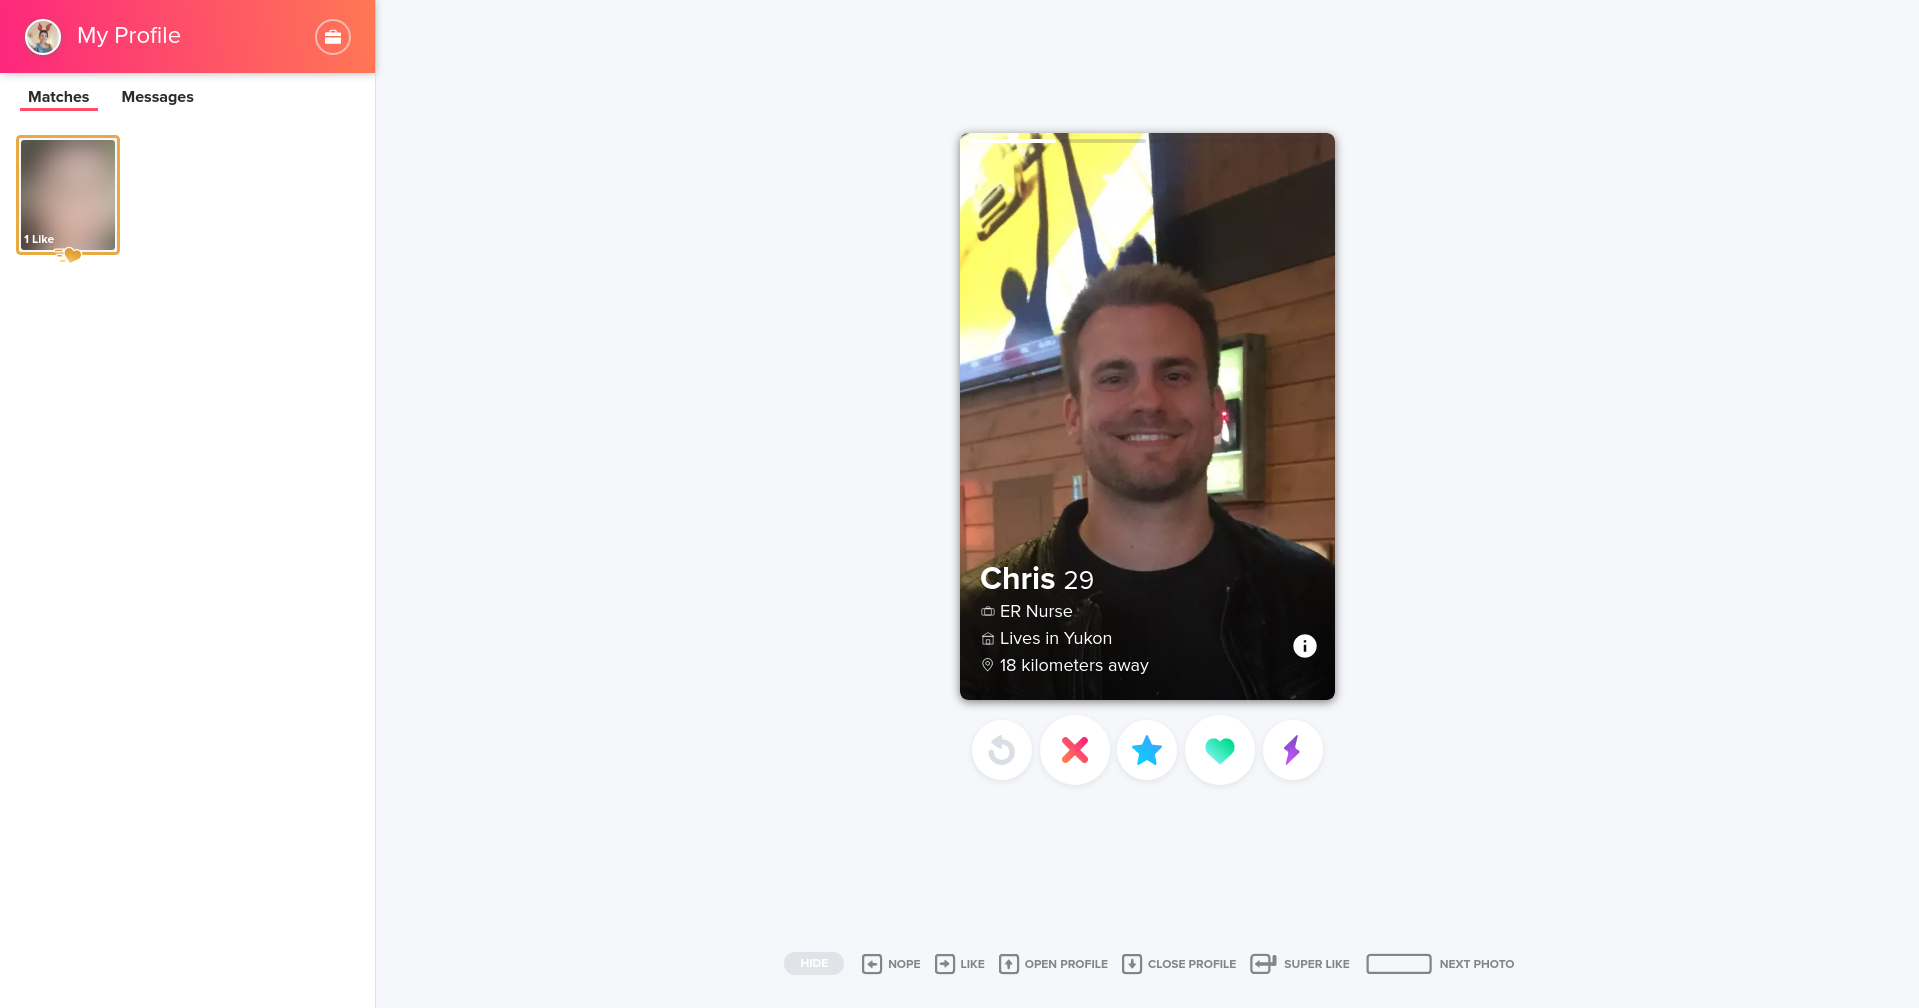 My Profile
Matches
Messages
1 Like
Chris 29
ER Nurse
Lives in Yukon
18 kilometers away
HIDE
NOPE
LIKE
OPEN PROFILE
CLOSE PROFILE
SUPER LIKE
NEXT PHOTO